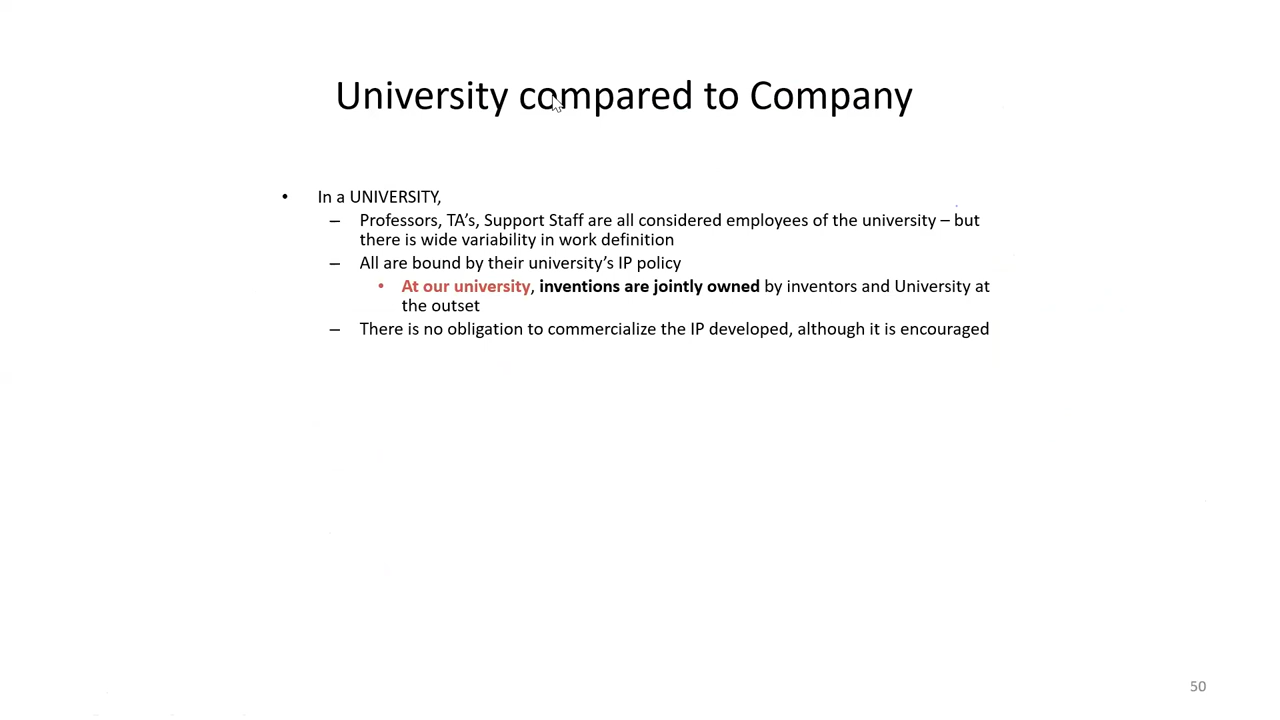 University compared to Company
• In a UNIVERSITY,
– Professors, TA’s, Support Staff are all considered employees of the university – but
there is wide variability in work definition
– All are bound by their university’s IP policy
• At our university, inventions are jointly owned by inventors and University at
the outset
– There is no obligation to commercialize the IP developed, although it is encouraged
50